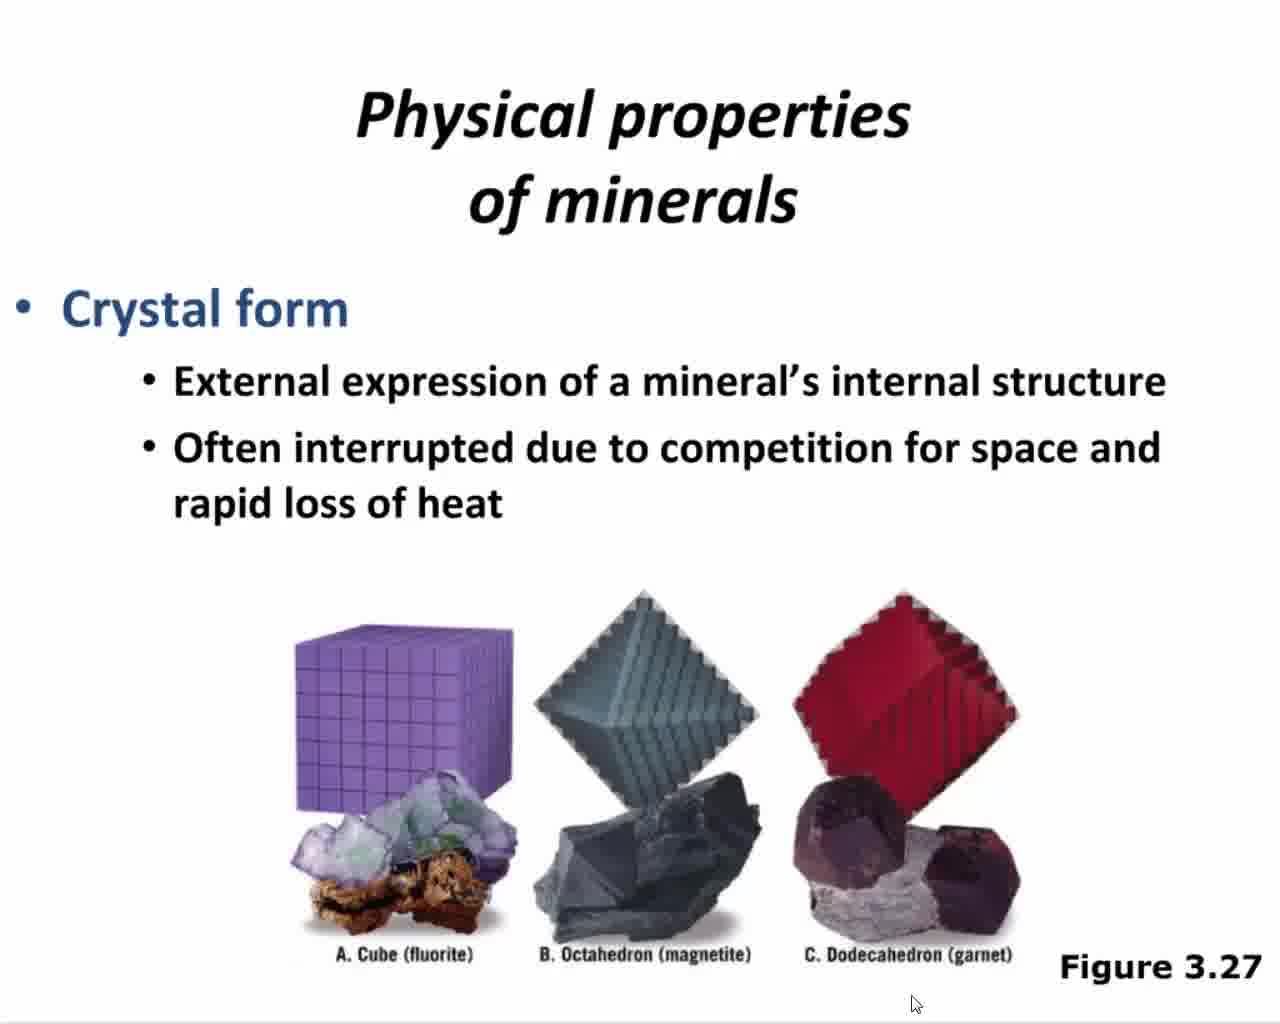 Physical properties
of minerals
• Crystal form
• External expression of a mineral’s internal structure
• Often interrupted due to competition for space and
rapid loss of heat
A. Cube (fluorite)
B. Octahedron (magnetite)
C. Dodecahedron (garnet)
Figure 3.27